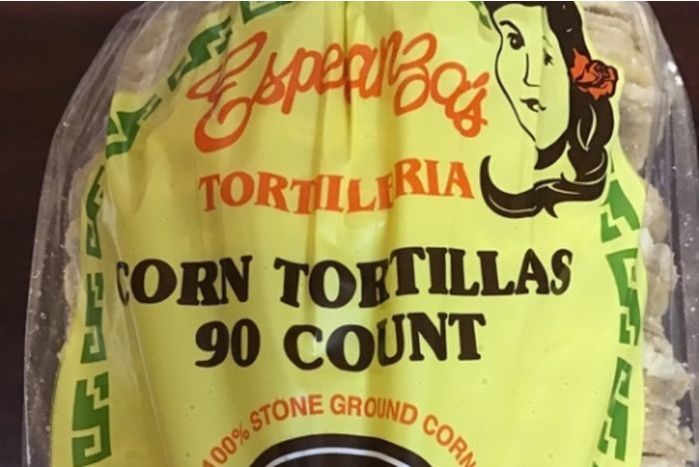 Esperanza's
TORTILLERIA
CORN TORTILLAS
90 COUNT
100% STONE GROUND CORN